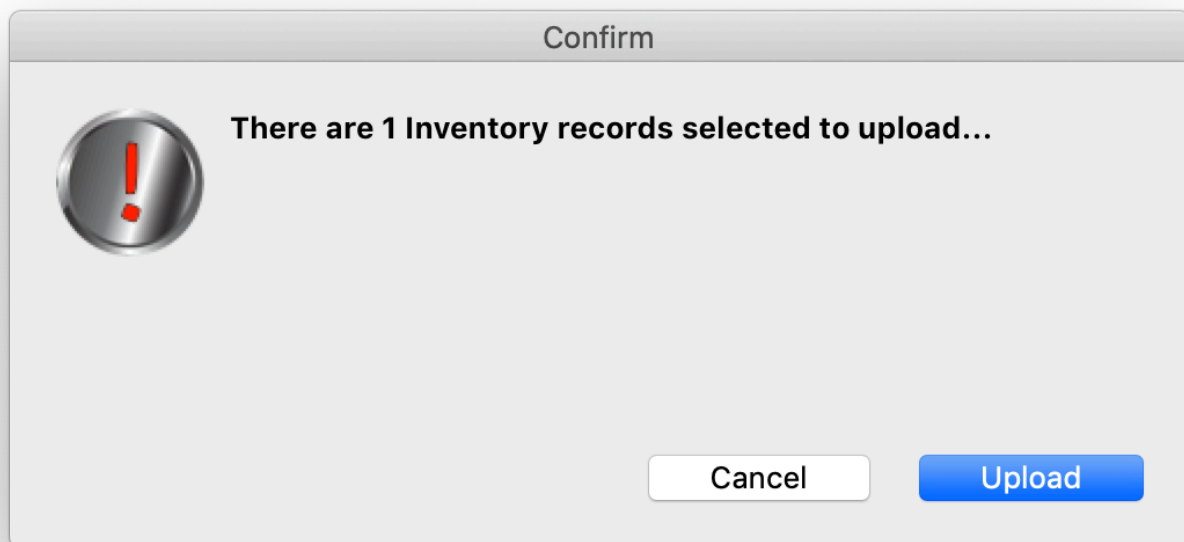 Confirm
There are 1 Inventory records selected to upload...
Cancel
Upload